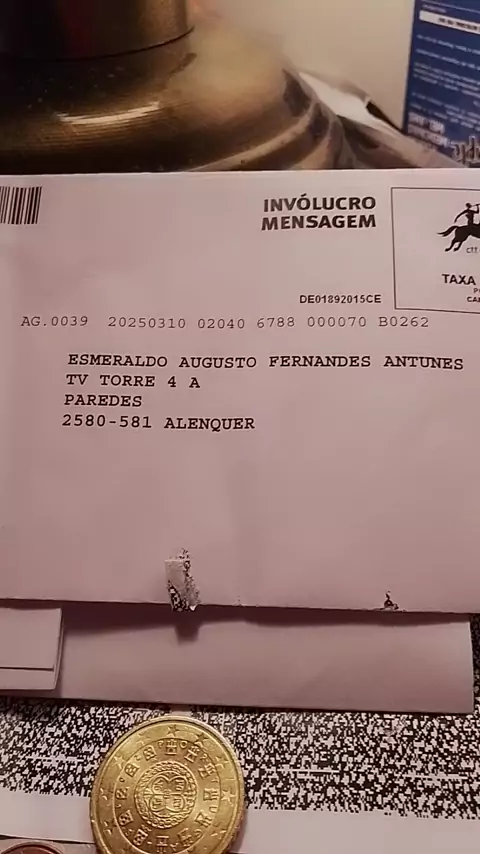 INVÓLUCRO
MENSAGEM
ctt
TAXA
DE01892015CE
AG.0039 20250310 02040 6788 000070 B0262
ESMERALDO AUGUSTO FERNANDES ANTUNES
TV TORRE 4 A
PAREDES
2580-581 ALENQUER